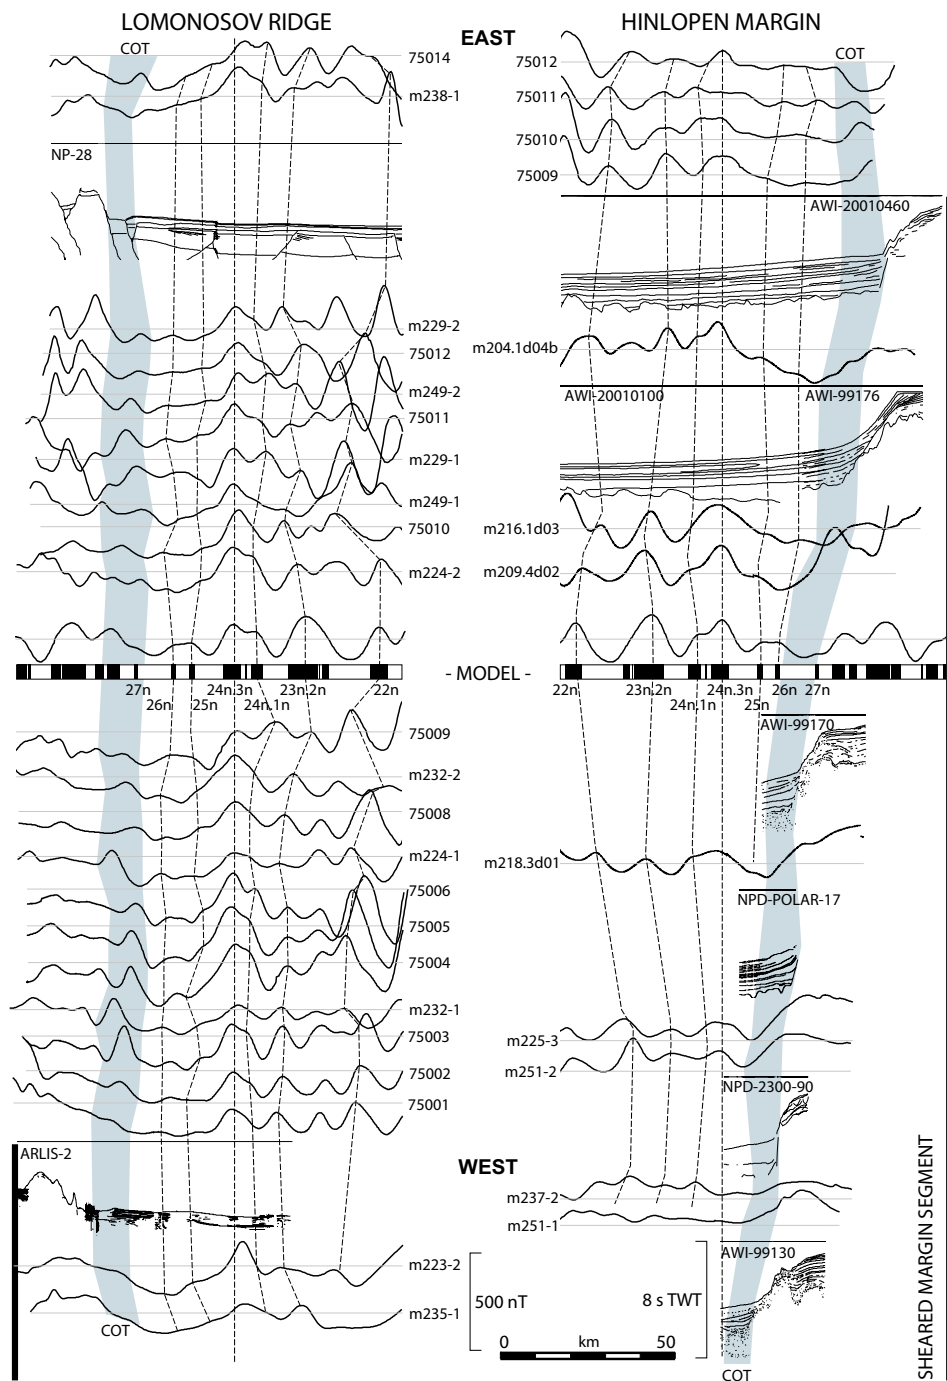 LOMONOSOV RIDGE
HINLOPEN MARGIN
EAST
COT
75014
m238-1
NP-28
m229-2
75012
m249-2
75011
m229-1
m249-1
75010
m224-2
COT
75012
75011
75010
75009
AWI-20010460
m204.1d04b
AWI-20010100
AWI-99176
m216.1d03
m209.4d02
- MODEL -
27n
26n
25n
24n.3n
24n.1n
23n.2n
22n
22n
23n.2n
24n.1n
24n.3n
25n
26n
27n
75009
m232-2
75008
m224-1
75006
75005
75004
m232-1
75003
75002
75001
ARLIS-2
m223-2
m235-1
COT
AWI-99170
m218.3d01
NPD-POLAR-17
m225-3
m251-2
NPD-2300-90
WEST
m237-2
m251-1
AWI-99130
500 nT
8 s TWT
0 km 50
COT
SHEARED MARGIN SEGMENT